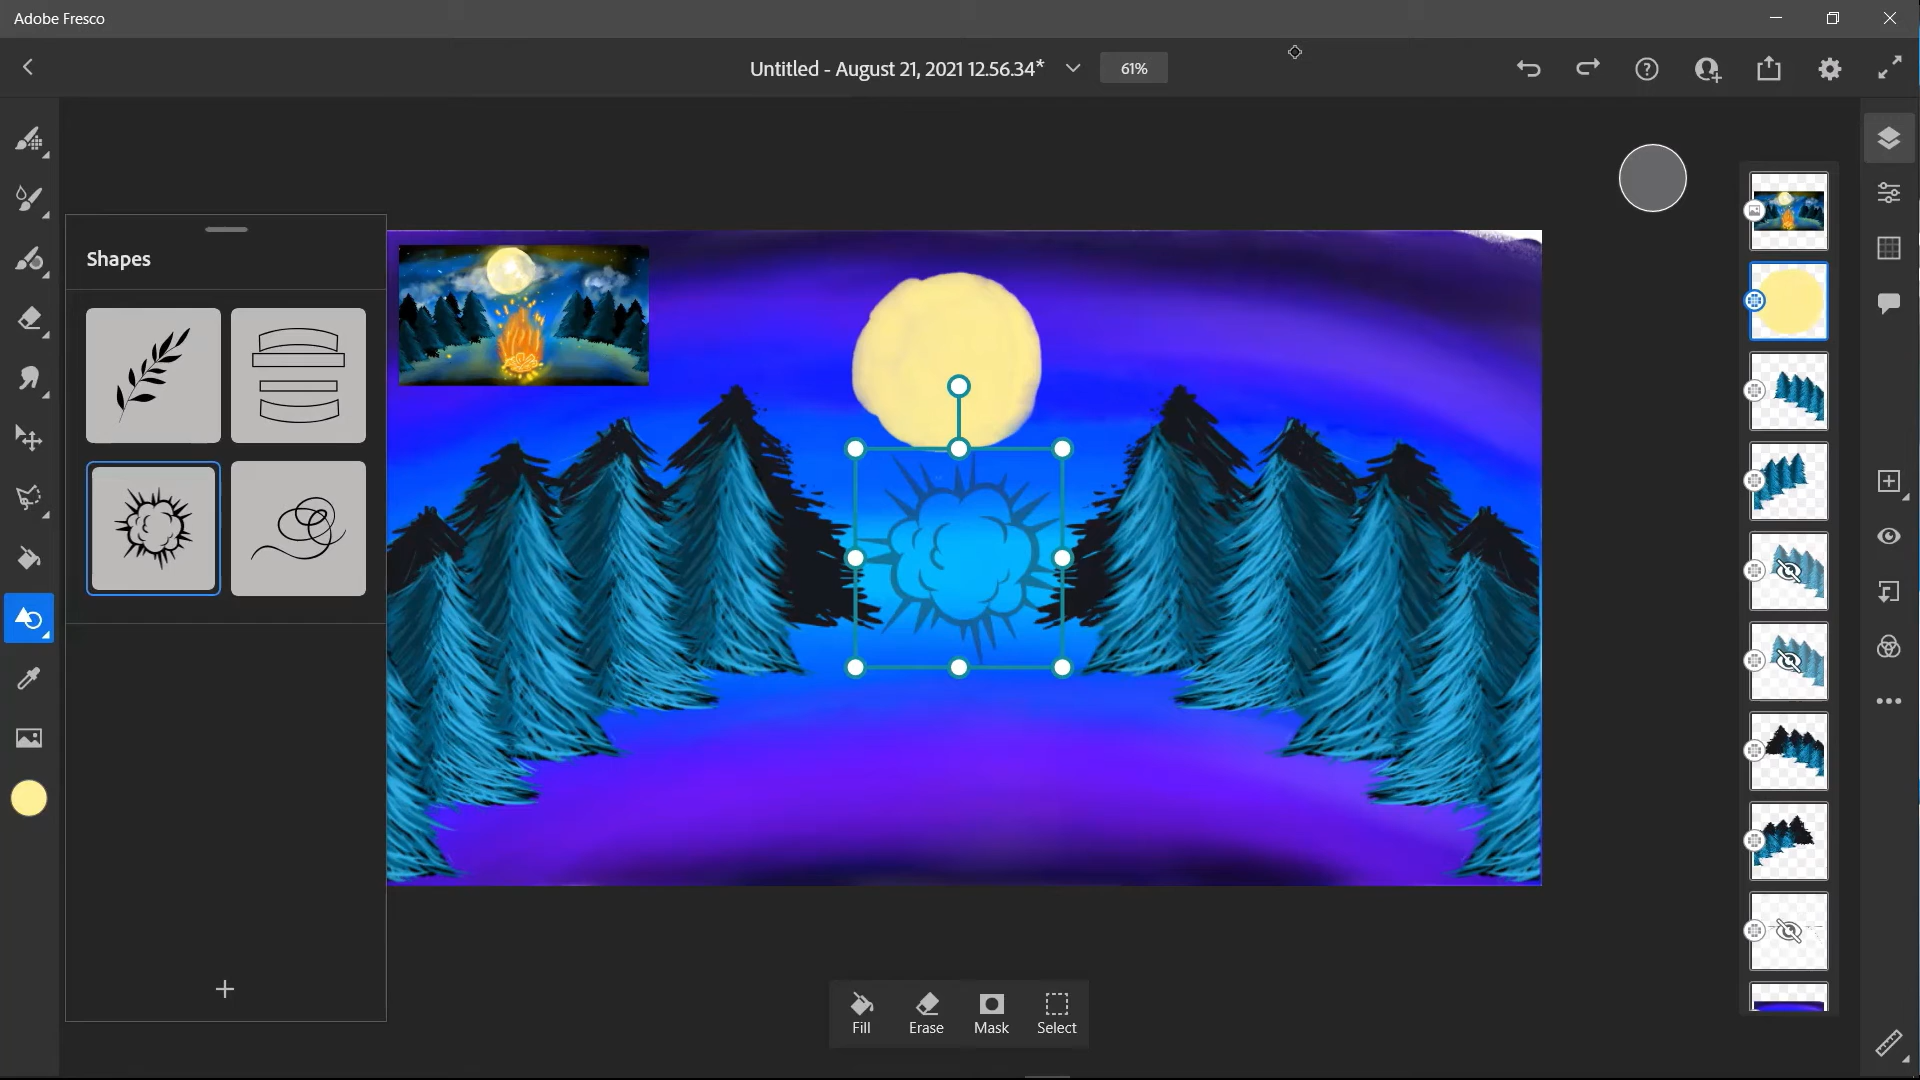 Adobe Fresco
Untitled - August 21, 2021 12.56.34*
61%
Shapes
Fill
Erase
Mask
Select